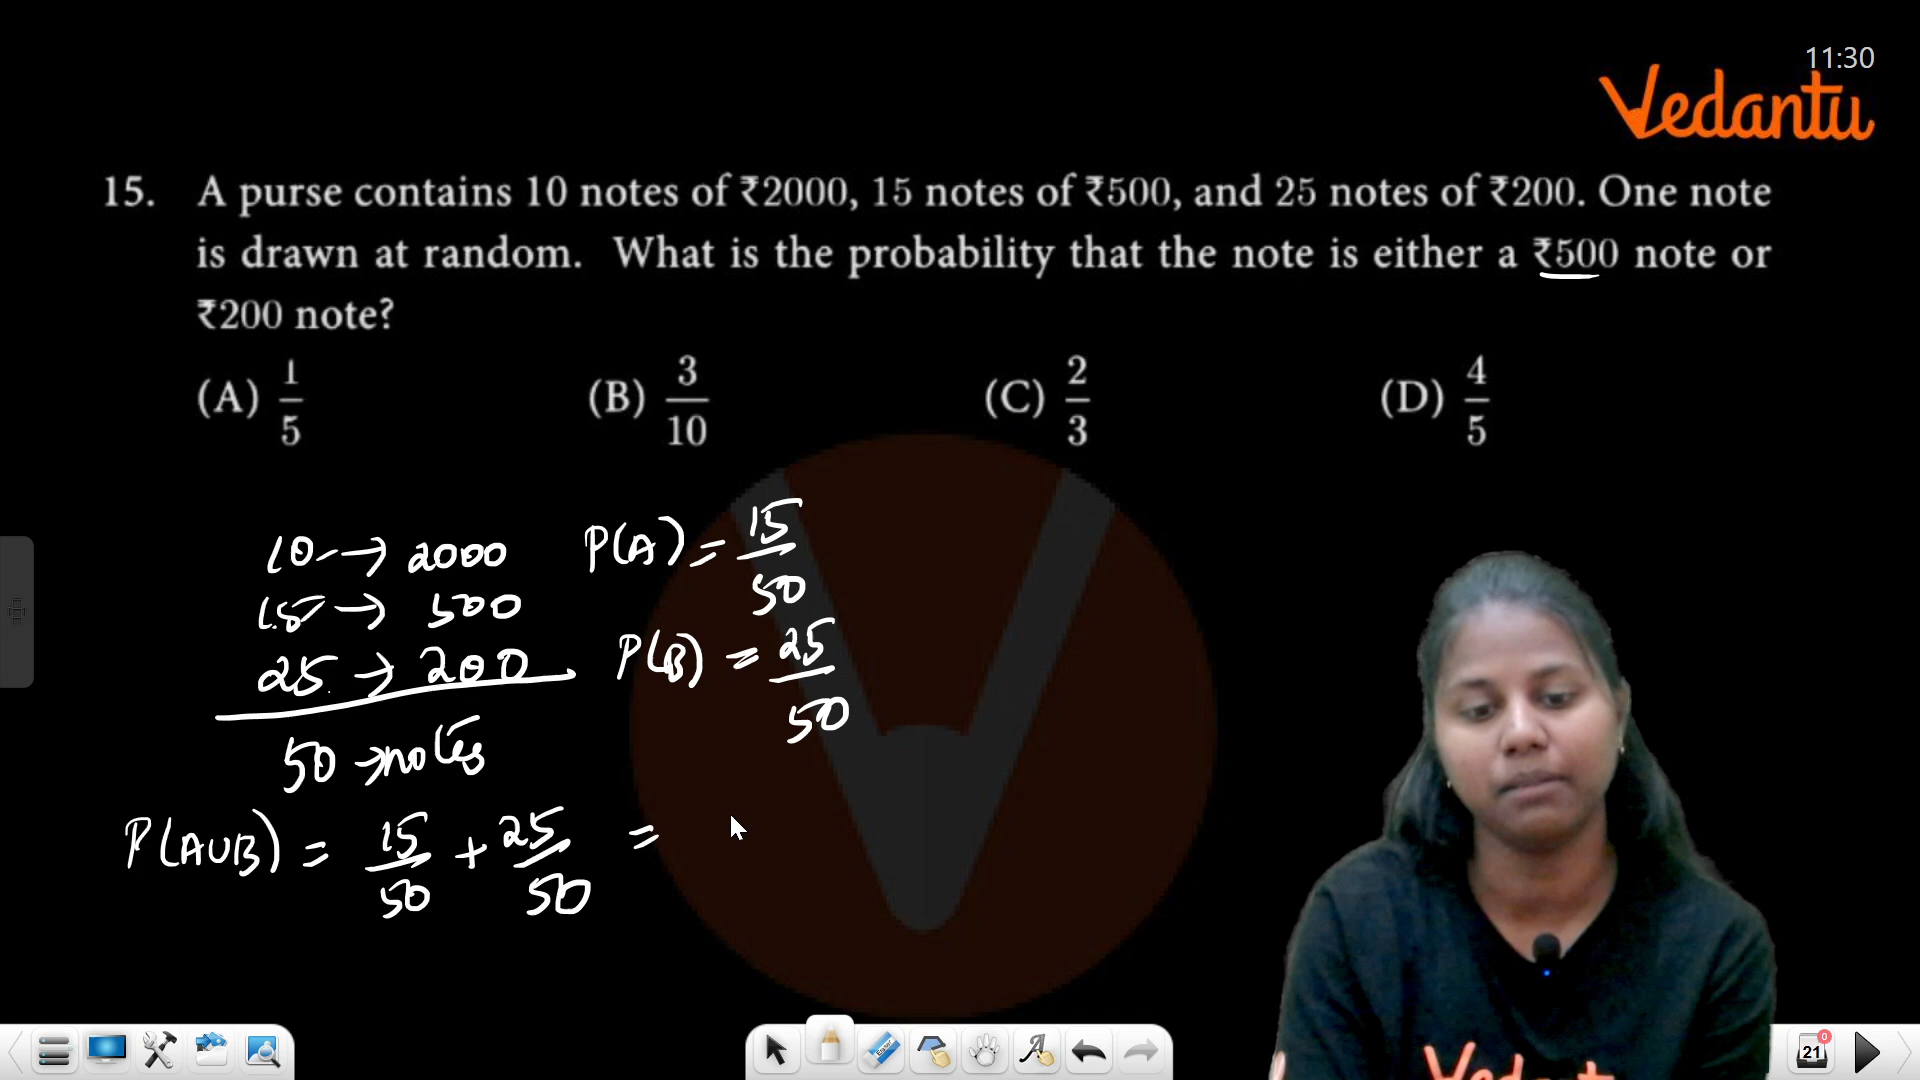 11:30
Vedantu
15. A purse contains 10 notes of ₹2000, 15 notes of ₹500, and 25 notes of ₹200. One note
is drawn at random. What is the probability that the note is either a ₹500 note or
₹200 note?
(A) 1/5 (B) 3/10 (C) 2/3 (D) 4/5
10 → 2000 P(A) = 15/50
15 → 500
25 → 200 P(B) = 25/50
50 → notes
P(A∪B) = 15/50 + 25/50 =
Eraser
A
21
0